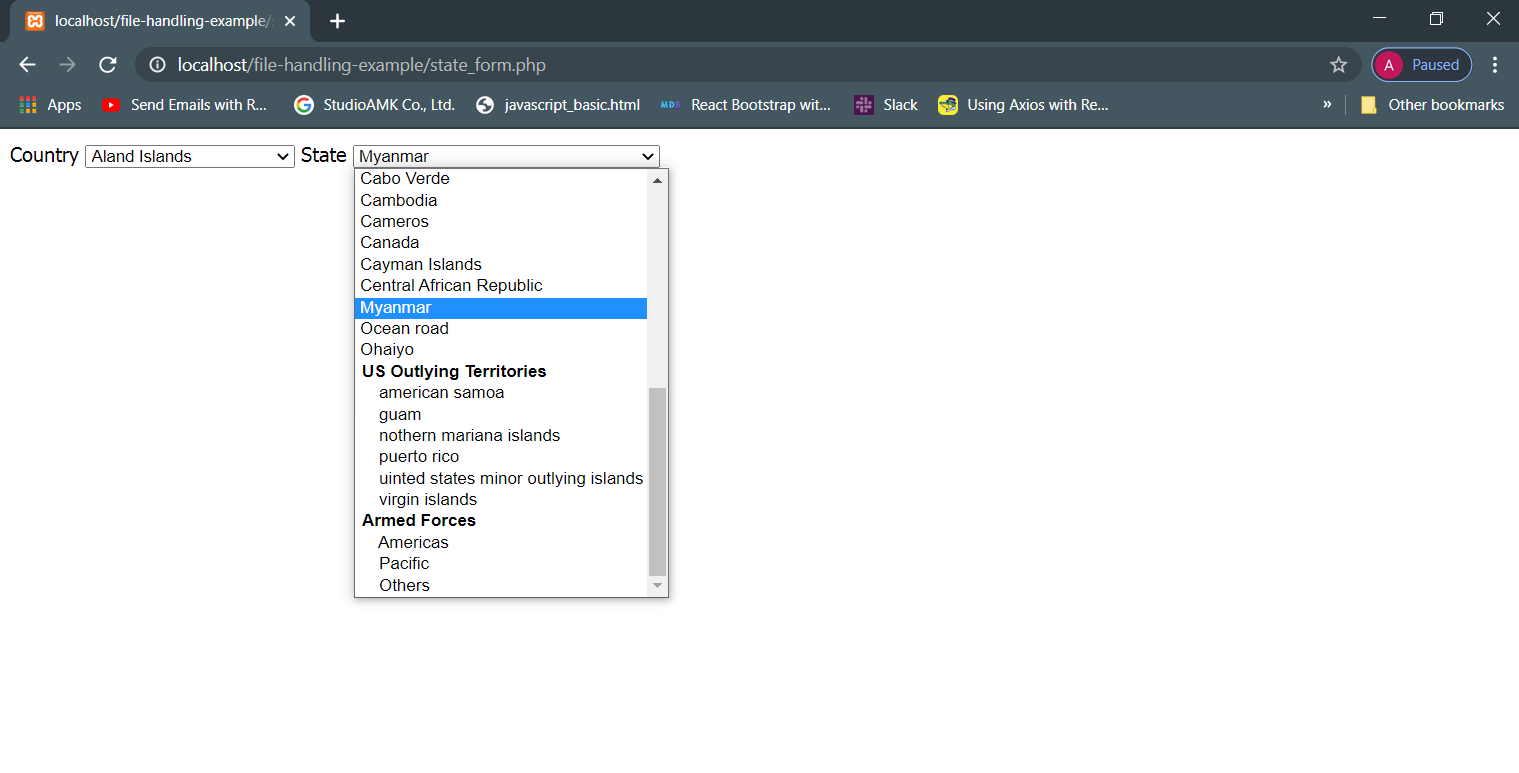 localhost/file-handling-example/
localhost/file-handling-example/state_form.php
A Paused
Apps Send Emails with R... G StudioAMK Co., Ltd. javascript_basic.html MDB React Bootstrap wit... Slack Using Axios with Re... » Other bookmarks
Country Aland Islands State Myanmar
Cabo Verde
Cambodia
Cameros
Canada
Cayman Islands
Central African Republic
Myanmar
Ocean road
Ohaiyo
US Outlying Territories
american samoa
guam
nothern mariana islands
puerto rico
uinted states minor outlying islands
virgin islands
Armed Forces
Americas
Pacific
Others